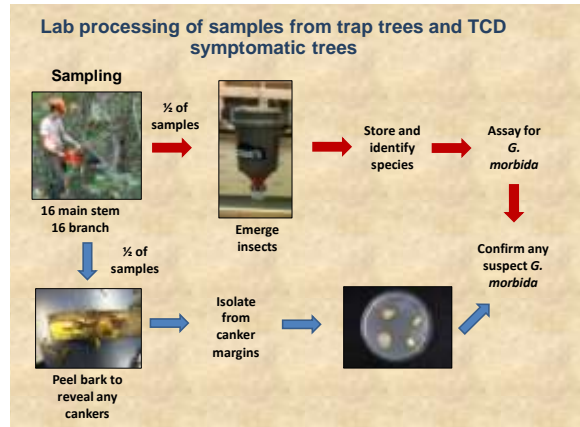 Lab processing of samples from trap trees and TCD
symptomatic trees
Sampling
½ of
samples
16 main stem
16 branch
Emerge
insects
Store and
identify
species
Assay for
G.
morbida
½ of
samples
Confirm any
suspect G.
morbida
Peel bark to
reveal any
cankers
Isolate
from
canker
margins